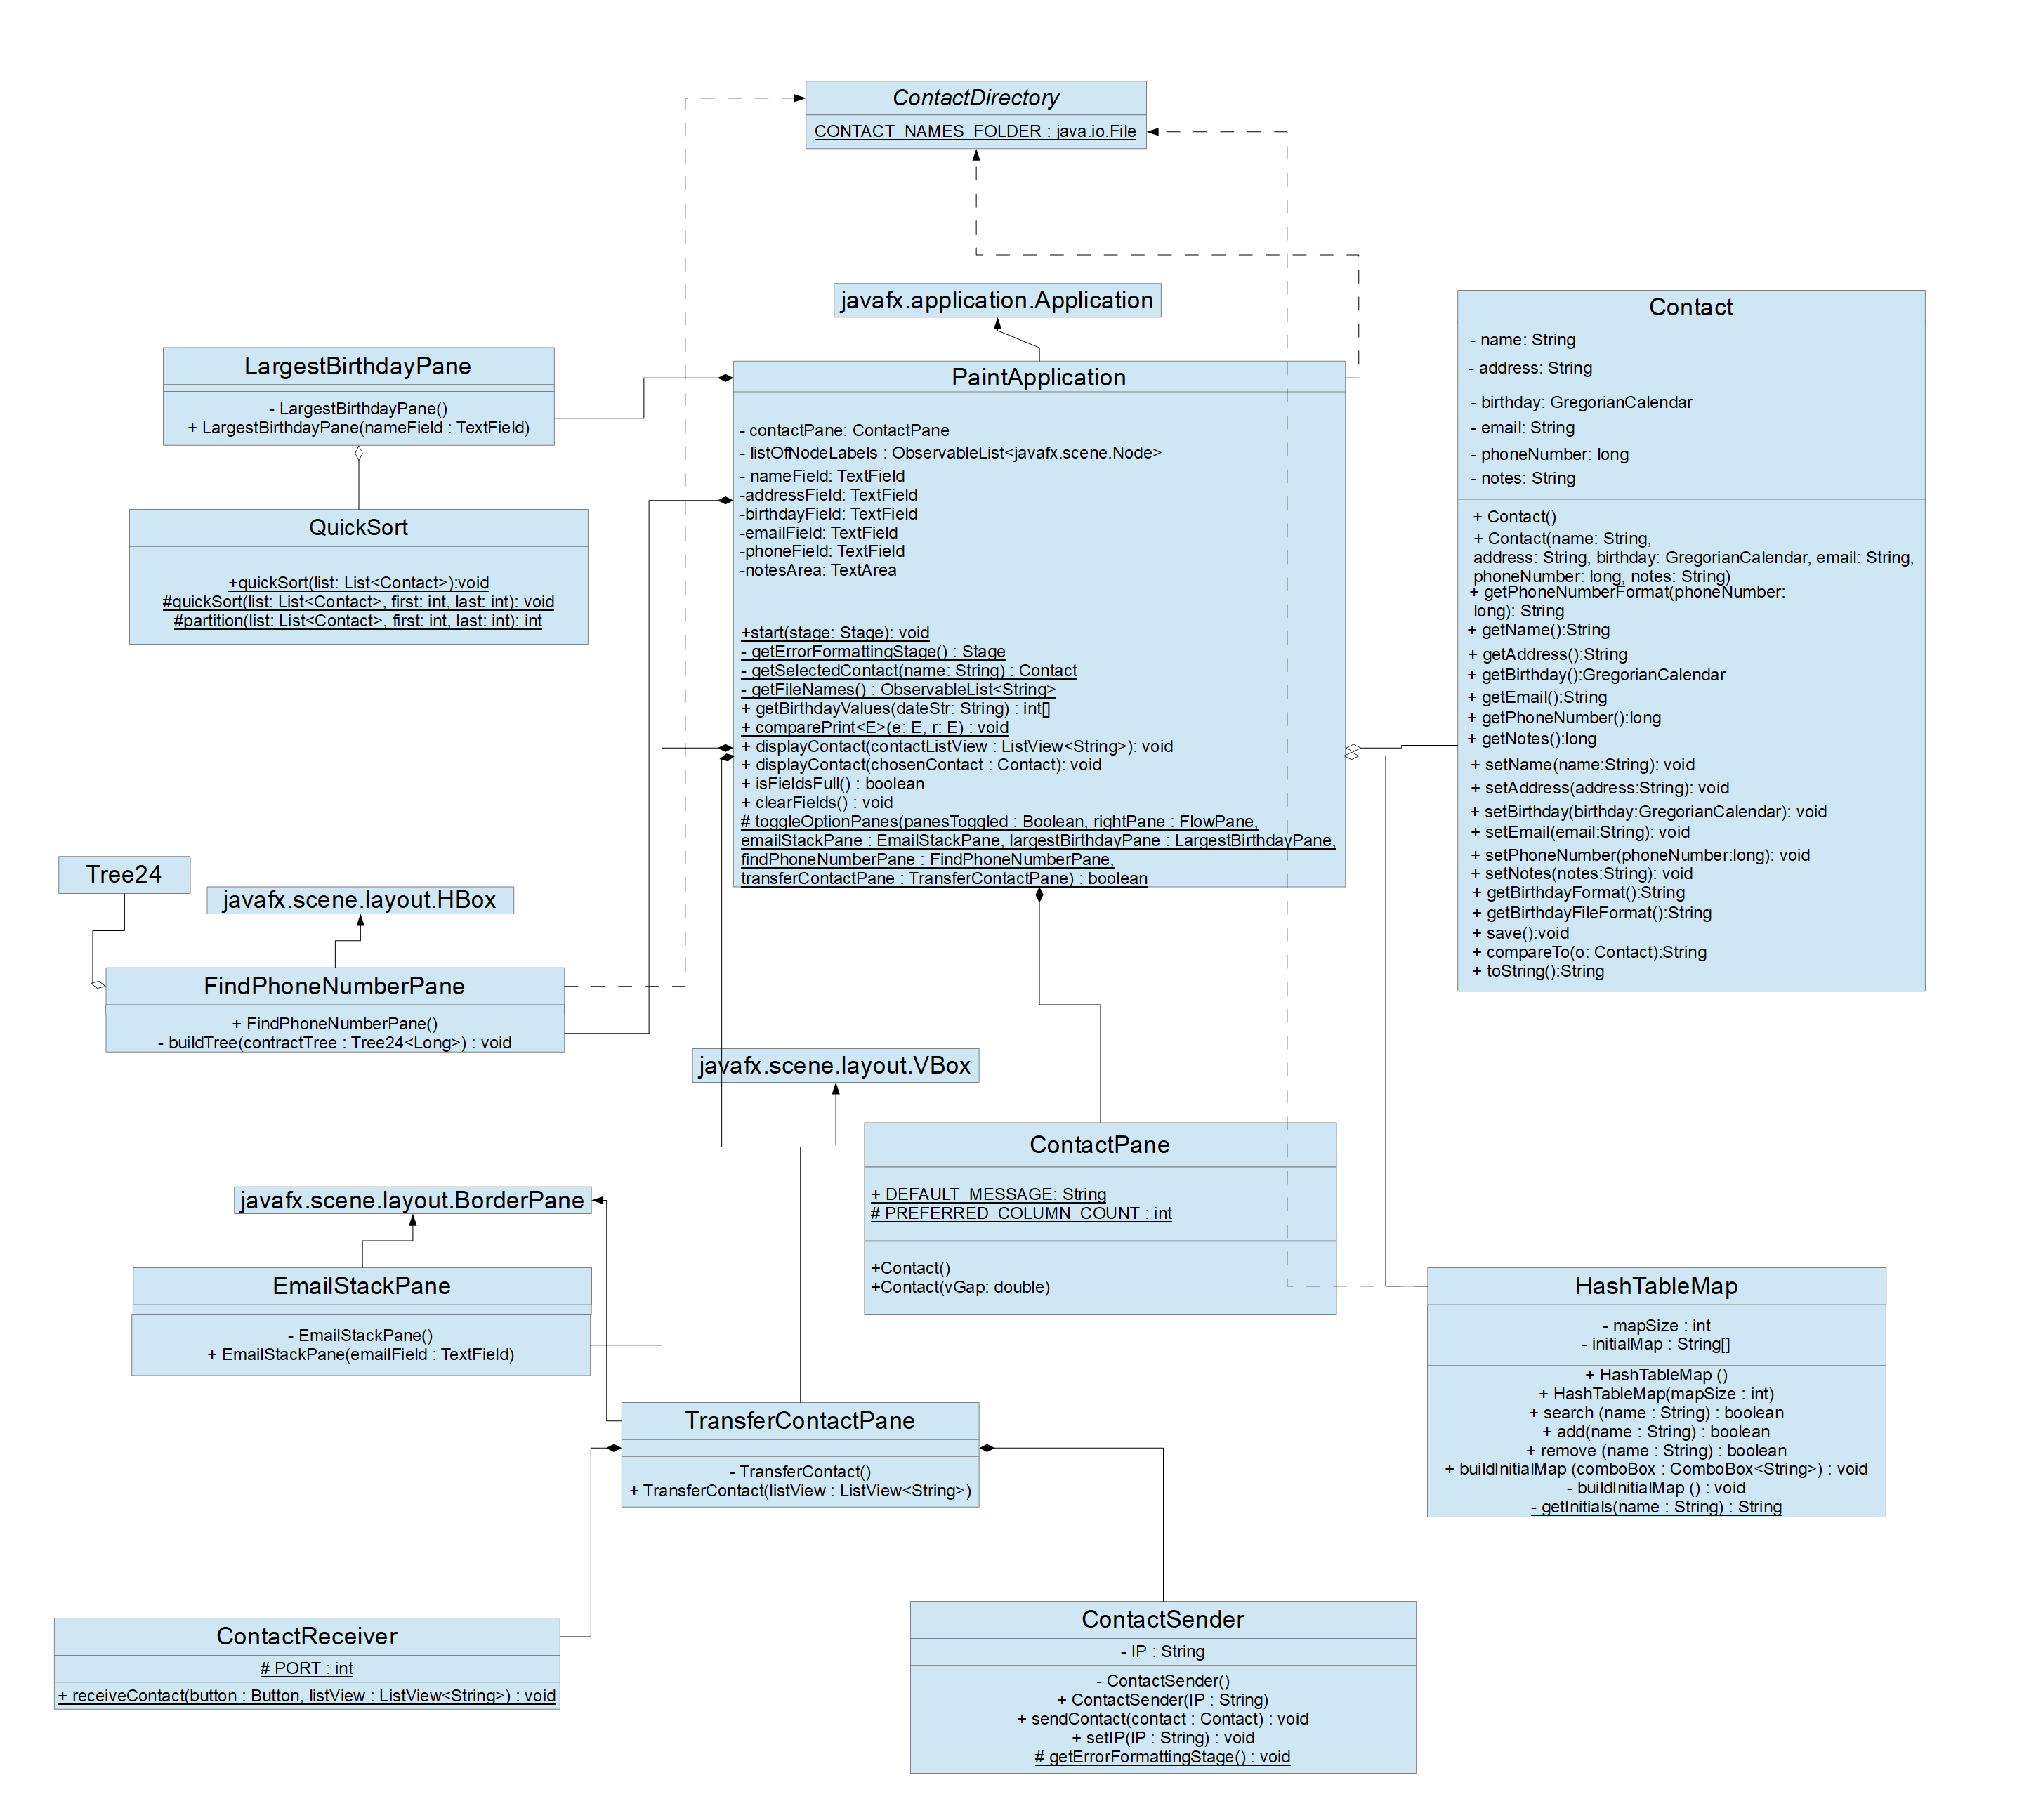 ContactDirectory
CONTACT_NAMES_FOLDER : java.io.File
javafx.application.Application
LargestBirthdayPane
- LargestBirthdayPane()
+ LargestBirthdayPane(nameField : TextField)
QuickSort
+quickSort(list: List<Contact>):void
#quickSort(list: List<Contact>, first: int, last: int): void
#partition(list: List<Contact>, first: int, last: int): int
PaintApplication
- contactPane: ContactPane
- listOfNodeLabels : ObservableList<javafx.scene.Node>
- nameField: TextField
-addressField: TextField
-birthdayField: TextField
-emailField: TextField
-phoneField: TextField
-notesArea: TextArea
+start(stage: Stage): void
- getErrorFormattingStage() : Stage
- getSelectedContact(name: String) : Contact
- getFileNames() : ObservableList<String>
+ getBirthdayValues(dateStr: String) : int[]
+ comparePrint<E>(e: E, r: E) : void
+ displayContact(contactListView : ListView<String>): void
+ displayContact(chosenContact : Contact): void
+ isFieldsFull() : boolean
+ clearFields() : void
# toggleOptionPanes(panesToggled : Boolean, rightPane : FlowPane,
emailStackPane : EmailStackPane, largestBirthdayPane : LargestBirthdayPane,
findPhoneNumberPane : FindPhoneNumberPane,
transferContactPane : TransferContactPane) : boolean
Contact
- name: String
- address: String
- birthday: GregorianCalendar
- email: String
- phoneNumber: long
- notes: String
+ Contact()
+ Contact(name: String,
address: String, birthday: GregorianCalendar, email: String,
phoneNumber: long, notes: String)
+ getPhoneNumberFormat(phoneNumber:
long): String
+ getName():String
+ getAddress():String
+ getBirthday():GregorianCalendar
+ getEmail():String
+ getPhoneNumber():long
+ getNotes():long
+ setName(name:String): void
+ setAddress(address:String): void
+ setBirthday(birthday:GregorianCalendar): void
+ setEmail(email:String): void
+ setPhoneNumber(phoneNumber:long): void
+ setNotes(notes:String): void
+ getBirthdayFormat():String
+ getBirthdayFileFormat():String
+ save():void
+ compareTo(o: Contact):String
+ toString():String
Tree24
javafx.scene.layout.HBox
FindPhoneNumberPane
+ FindPhoneNumberPane()
- buildTree(contractTree : Tree24<Long>) : void
javafx.scene.layout.VBox
ContactPane
+ DEFAULT_MESSAGE: String
# PREFERRED_COLUMN_COUNT : int
+Contact()
+Contact(vGap: double)
javafx.scene.layout.BorderPane
EmailStackPane
- EmailStackPane()
+ EmailStackPane(emailField : TextField)
HashTableMap
- mapSize : int
- initialMap : String[]
+ HashTableMap ()
+ HashTableMap(mapSize : int)
+ search (name : String) : boolean
+ add(name : String) : boolean
+ remove (name : String) : boolean
+ buildInitialMap (comboBox : ComboBox<String>) : void
- buildInitialMap () : void
- getInitials(name : String) : String
TransferContactPane
- TransferContact()
+ TransferContact(listView : ListView<String>)
ContactReceiver
# PORT : int
+ receiveContact(button : Button, listView : ListView<String>) : void
ContactSender
- IP : String
- ContactSender()
+ ContactSender(IP : String)
+ sendContact(contact : Contact) : void
+ setIP(IP : String) : void
# getErrorFormattingStage() : void